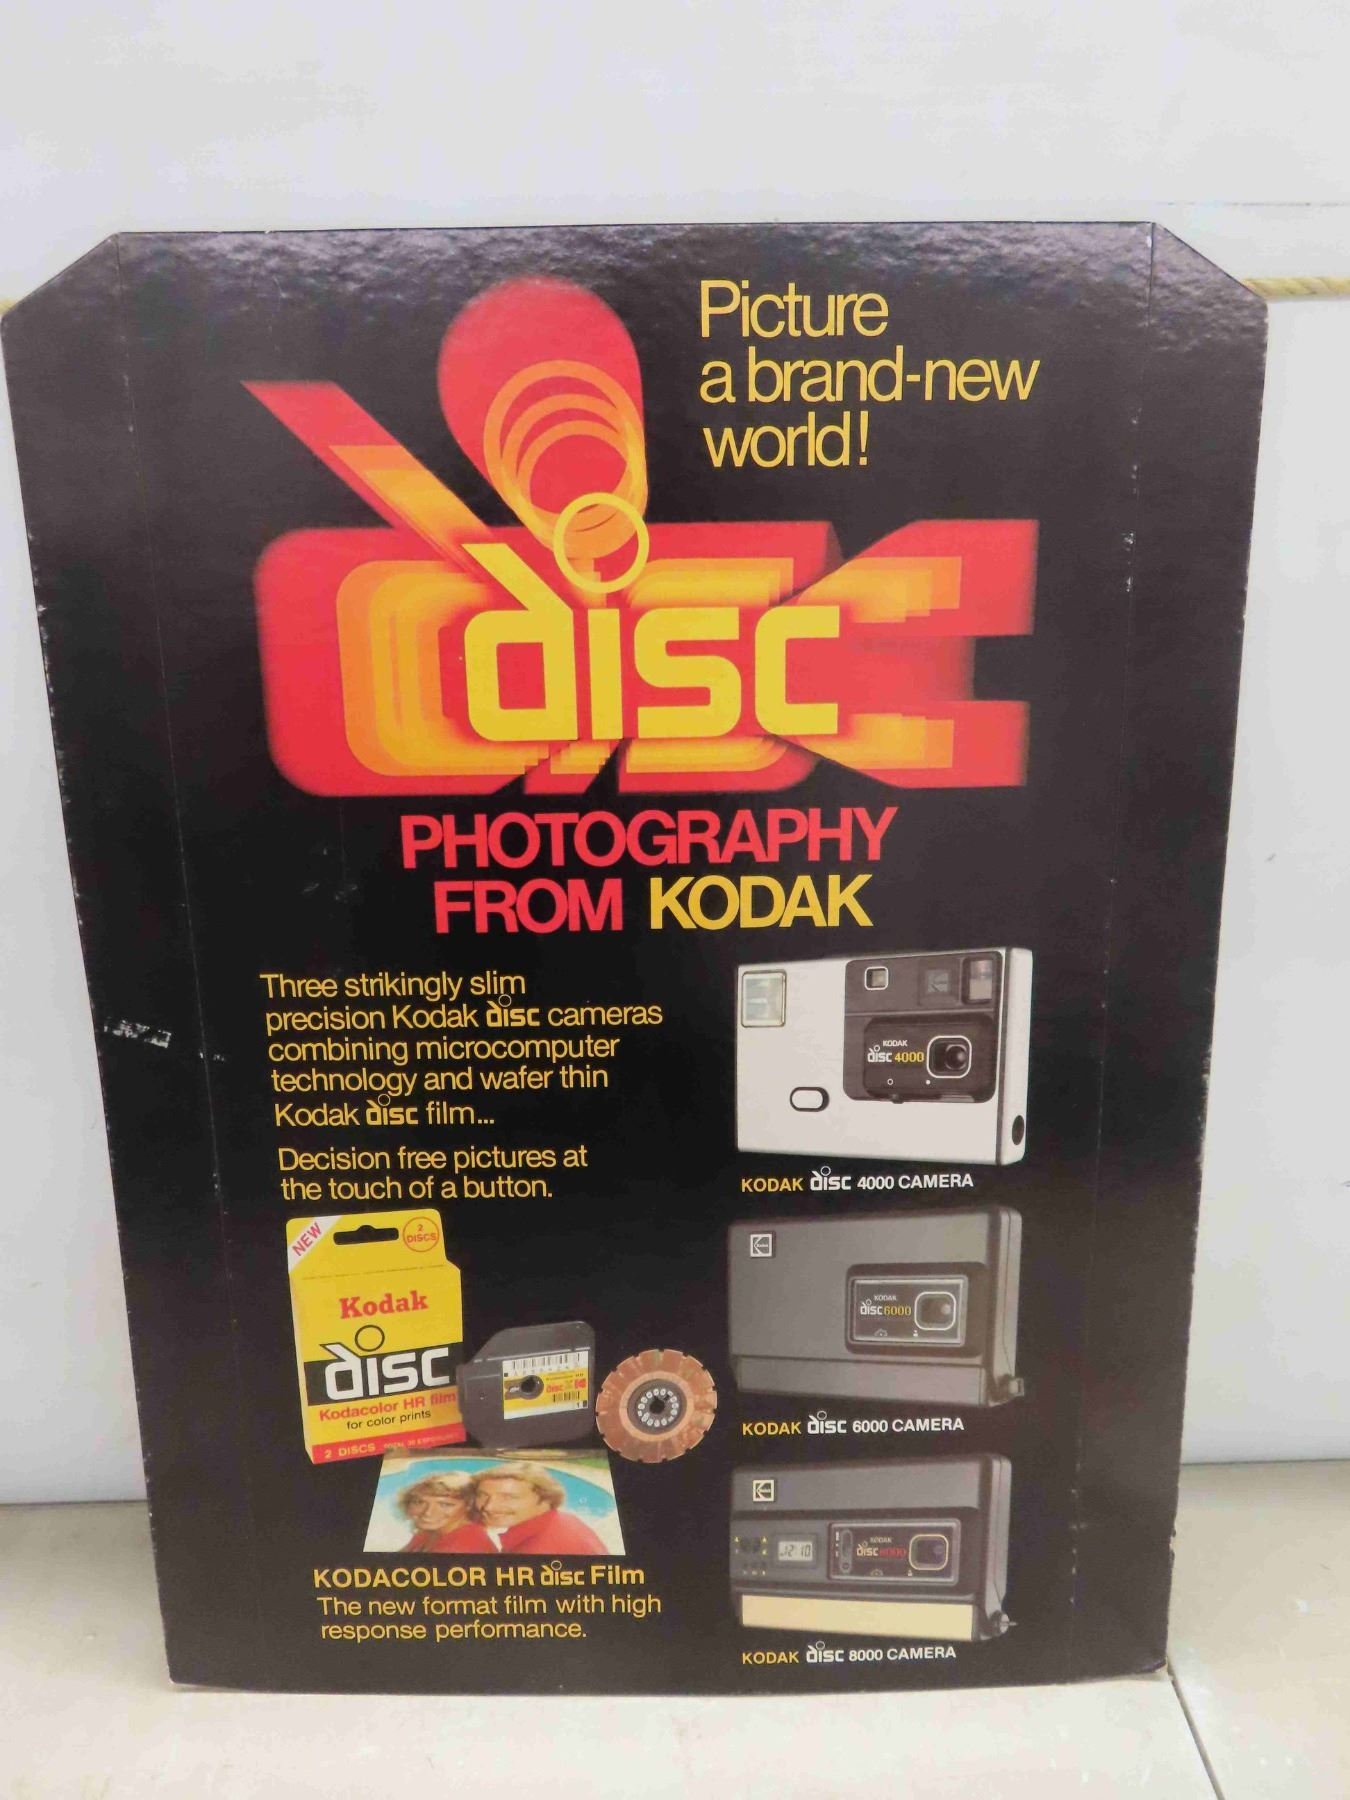 Picture
a brand-new
world!
disc
PHOTOGRAPHY
FROM KODAK
Three strikingly slim
precision Kodak disc cameras
combining microcomputer
technology and wafer thin
Kodak disc film...
Decision free pictures at
the touch of a button.
NEW
2
DISCS
Kodak
disc
Kodacolor HR film
for color prints
2 DISCS
disc
KODACOLOR HR disc Film
The new format film with high
response performance.
KODAK
disc 4000
KODAK disc 4000 CAMERA
KODAK
disc 6000
KODAK disc 6000 CAMERA
12:10
KODAK
disc 8000
KODAK disc 8000 CAMERA